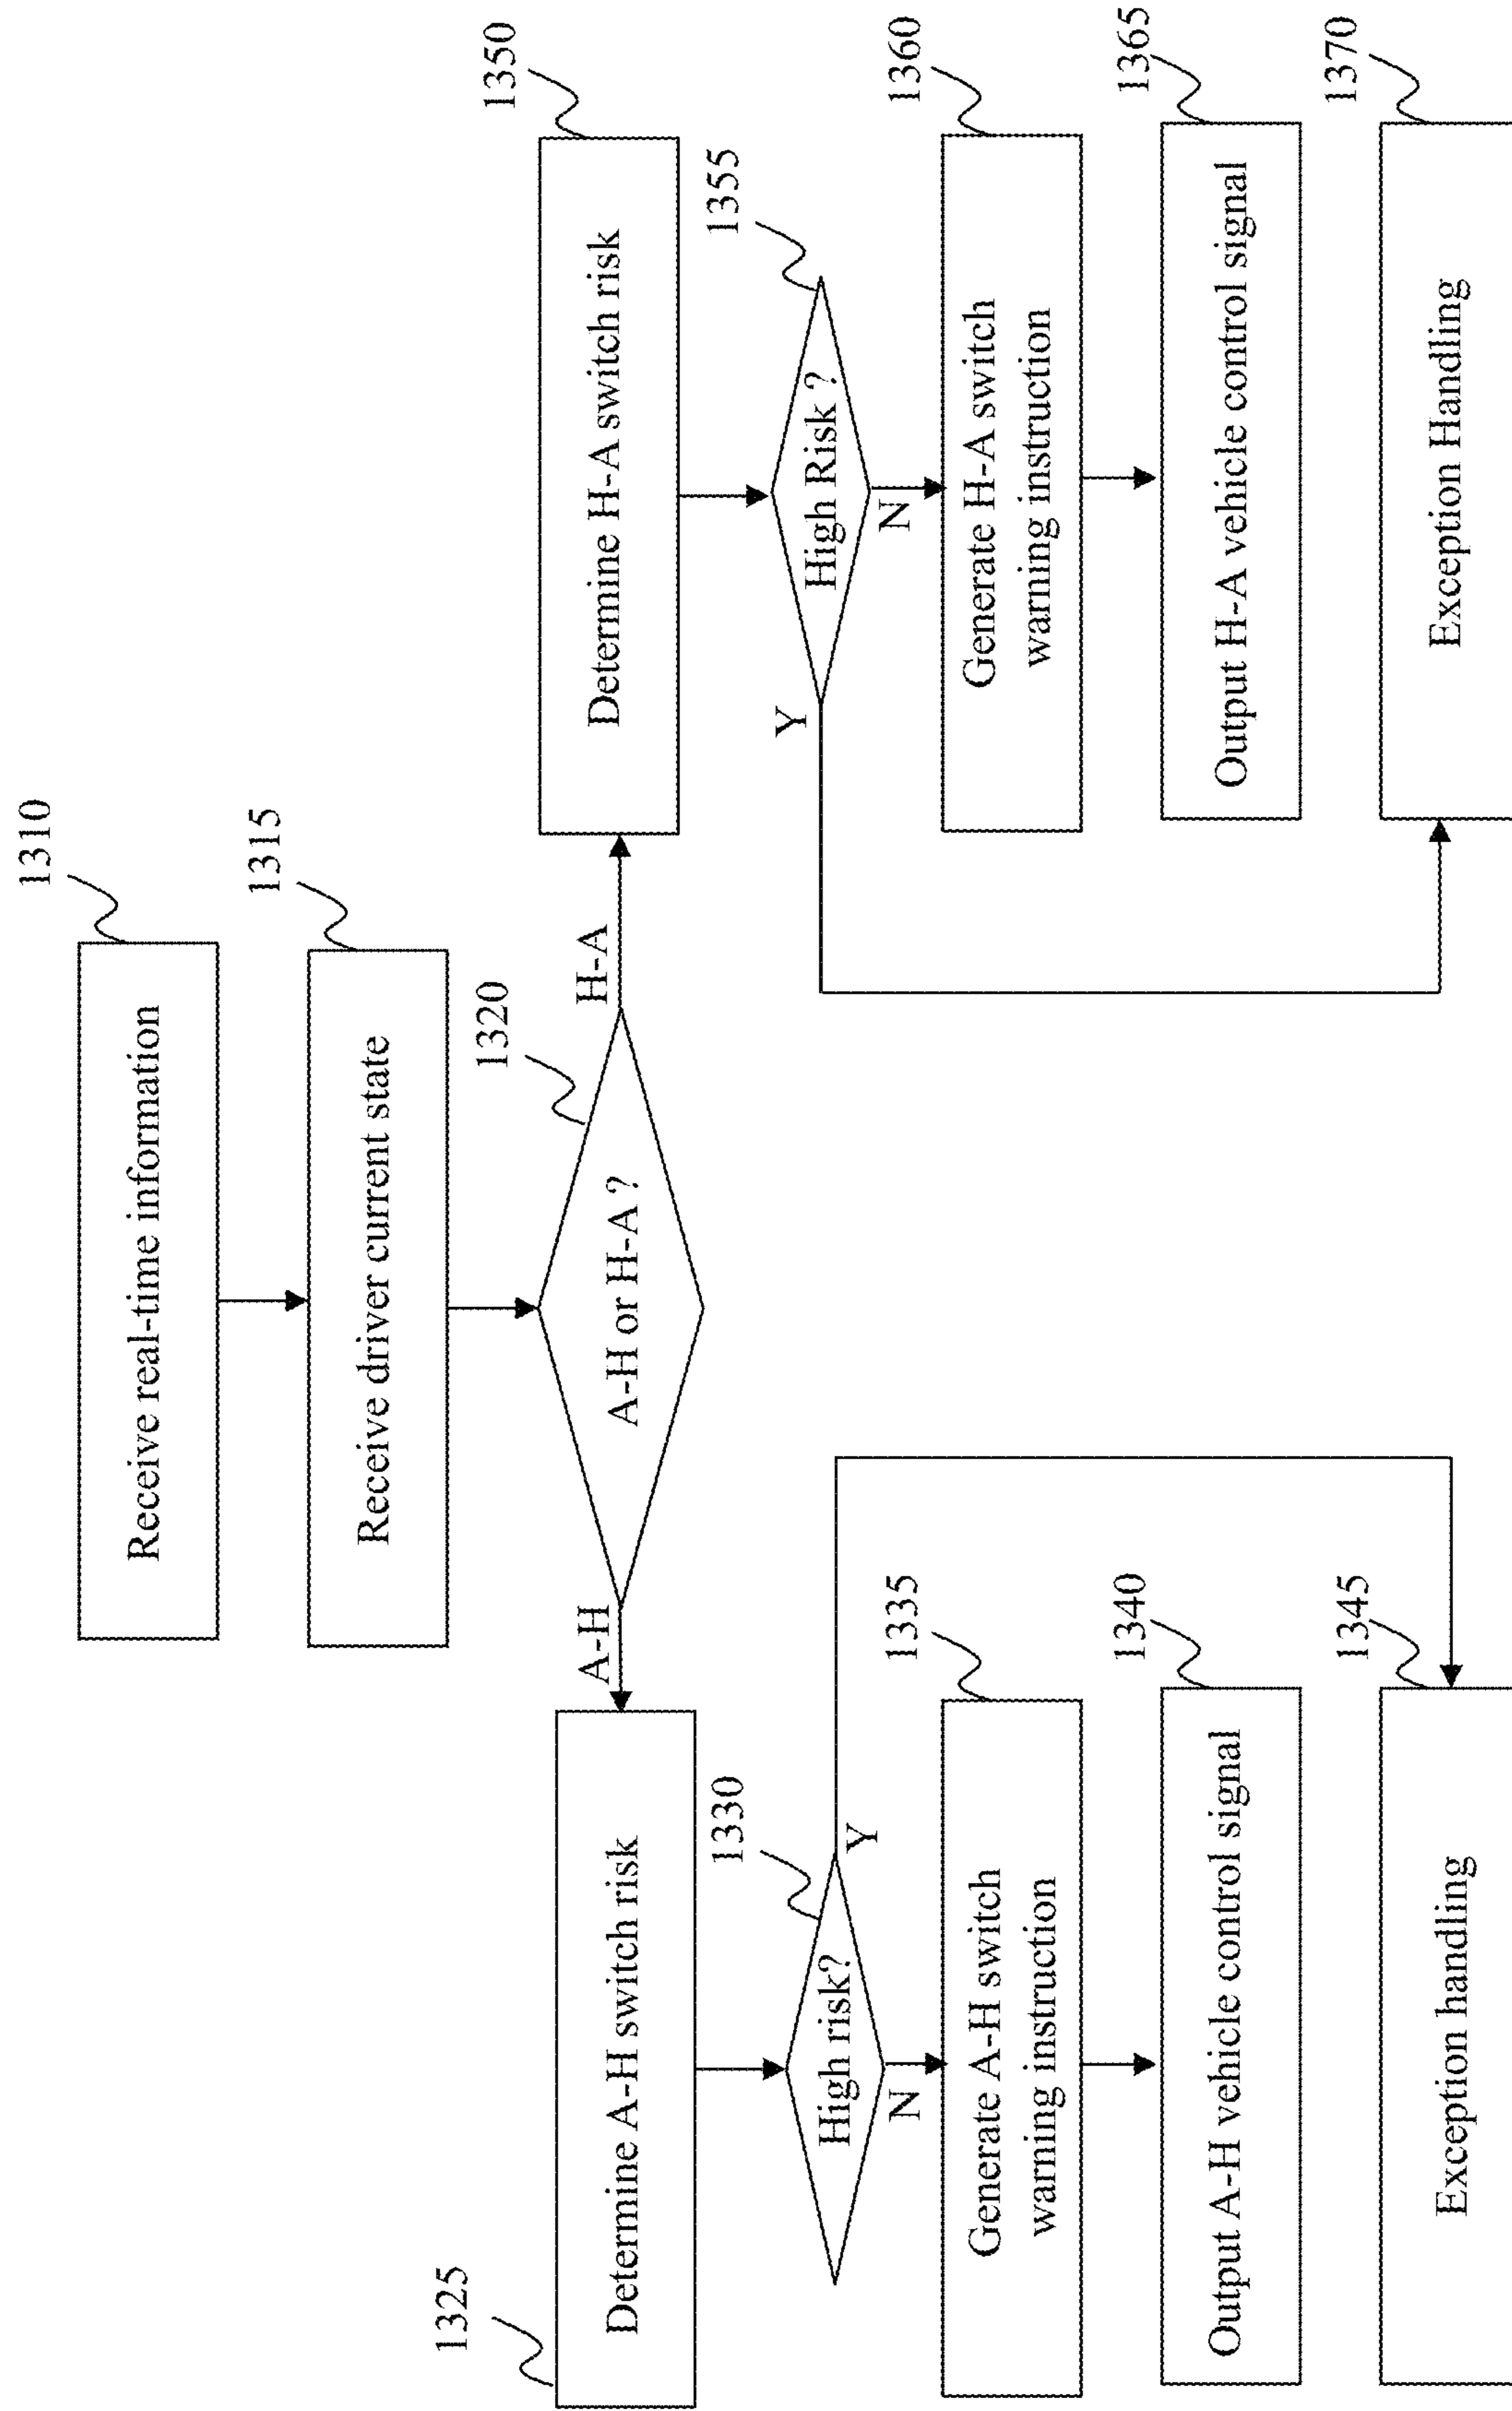 1310
Receive real-time information
1315
Receive driver current state
1320
A-H or H-A ?
A-H
H-A
1325
Determine A-H switch risk
1330
High risk?
Y
N
1335
Generate A-H switch
warning instruction
1340
Output A-H vehicle control signal
1345
Exception handling
1350
Determine H-A switch risk
1355
High Risk ?
Y
N
1360
Generate H-A switch
warning instruction
1365
Output H-A vehicle control signal
1370
Exception Handling